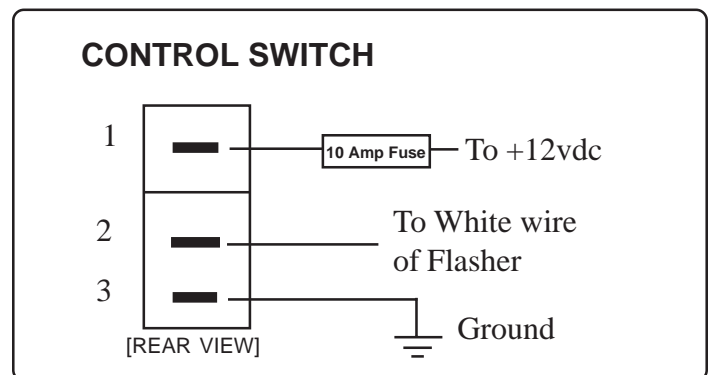 CONTROL SWITCH
1
10 Amp Fuse
To +12vdc
2
To White wire
of Flasher
3
Ground
[REAR VIEW]